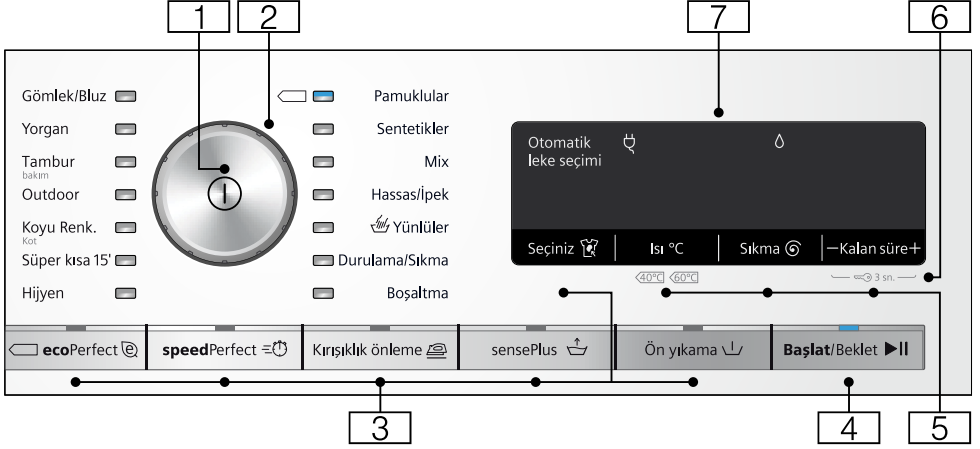 1
2
7
6
Gömlek/Bluz
Yorgan
Tambur
bakım
Outdoor
Koyu Renk.
Kot
Süper kısa 15'
Hijyen
Pamuklular
Sentetikler
Mix
Hassas/İpek
Yünlüler
Durulama/Sıkma
Boşaltma
Otomatik
leke seçimi
Seçiniz
Isı °C
Sıkma
—Kalan süre+
40°C 60°C
3 sn.
ecoPerfect e
speedPerfect
Kırışıklık önleme
sensePlus
Ön yıkama
Başlat/Beklet
3
4
5